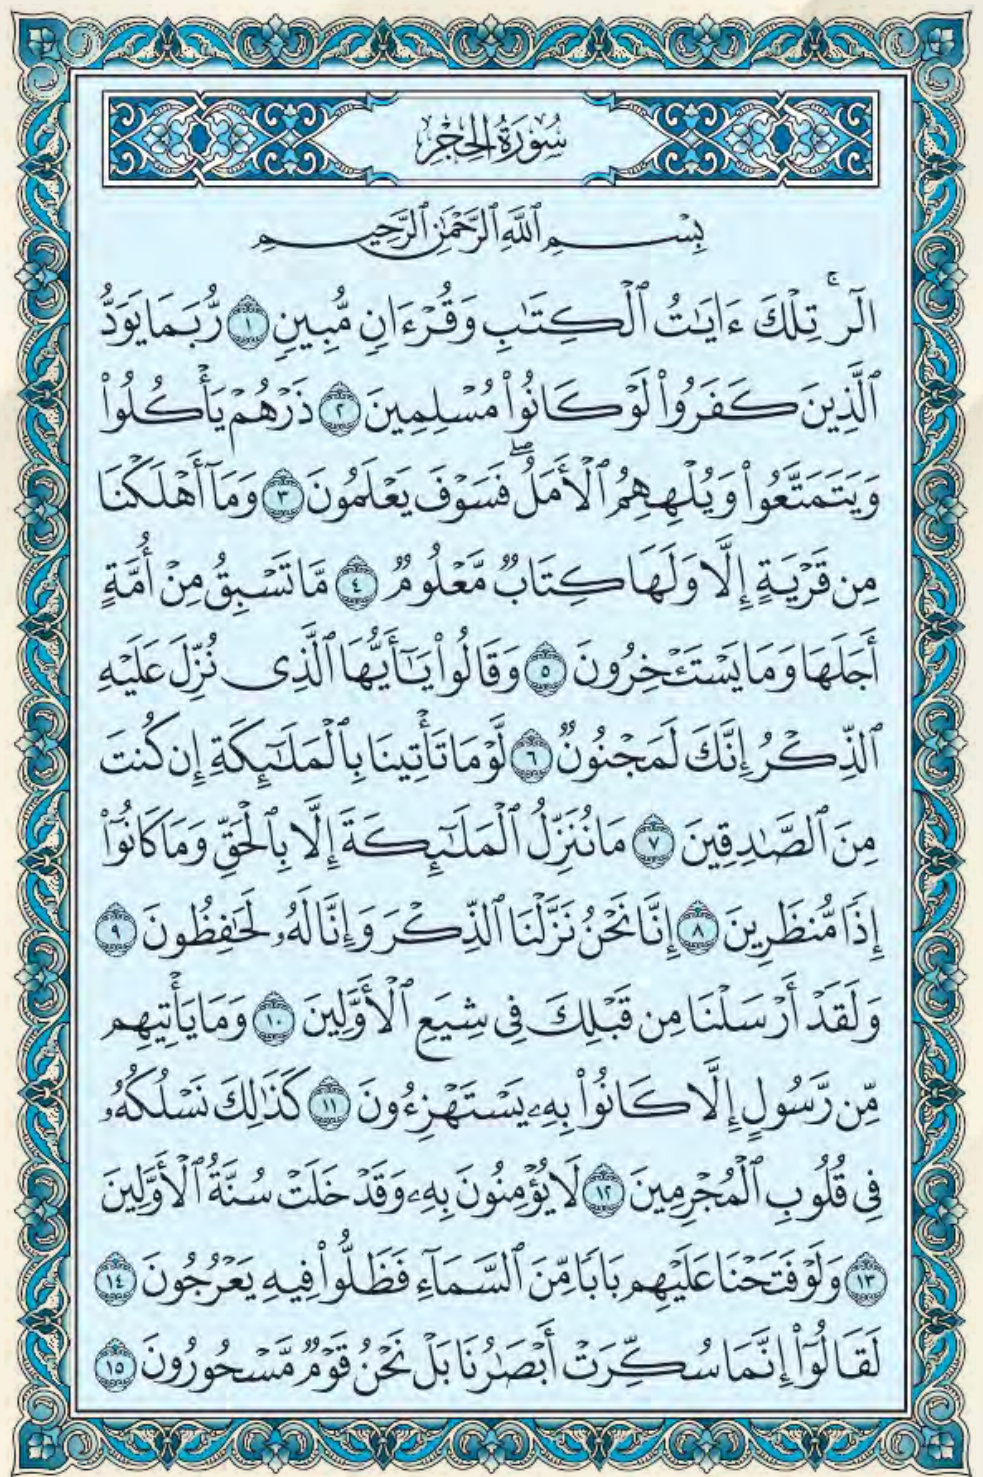 سُورَةُ الحِجْرِ
بِسْمِ ٱللَّهِ ٱلرَّحْمَٰنِ ٱلرَّحِيمِ
الٓرۚ تِلْكَ ءَايَٰتُ ٱلْكِتَٰبِ وَقُرْءَانٍ مُّبِينٍ ١ رُّبَمَا يَوَدُّ
ٱلَّذِينَ كَفَرُوا۟ لَوْ كَانُوا۟ مُسْلِمِينَ ٢ ذَرْهُمْ يَأْكُلُوا۟
وَيَتَمَتَّعُوا۟ وَيُلْهِهِمُ ٱلْأَمَلُۖ فَسَوْفَ يَعْلَمُونَ ٣ وَمَآ أَهْلَكْنَا
مِن قَرْيَةٍ إِلَّا وَلَهَا كِتَابٌ مَّعْلُومٌ ٤ مَّا تَسْبِقُ مِنْ أُمَّةٍ
أَجَلَهَا وَمَا يَسْتَـْٔخِرُونَ ٥ وَقَالُوا۟ يَٰٓأَيُّهَا ٱلَّذِى نُزِّلَ عَلَيْهِ
ٱلذِّكْرُ إِنَّكَ لَمَجْنُونٌ ٦ لَّوْ مَا تَأْتِينَا بِٱلْمَلَٰٓئِكَةِ إِن كُنتَ
مِنَ ٱلصَّٰدِقِينَ ٧ مَا نُنَزِّلُ ٱلْمَلَٰٓئِكَةَ إِلَّا بِٱلْحَقِّ وَمَا كَانُوٓا۟
إِذًا مُّنظَرِينَ ٨ إِنَّا نَحْنُ نَزَّلْنَا ٱلذِّكْرَ وَإِنَّا لَهُۥ لَحَٰفِظُونَ ٩
وَلَقَدْ أَرْسَلْنَا مِن قَبْلِكَ فِى شِيَعِ ٱلْأَوَّلِينَ ١٠ وَمَا يَأْتِيهِم
مِّن رَّسُولٍ إِلَّا كَانُوا۟ بِهِۦ يَسْتَهْزِءُونَ ١١ كَذَٰلِكَ نَسْلُكُهُۥ
فِى قُلُوبِ ٱلْمُجْرِمِينَ ١٢ لَا يُؤْمِنُونَ بِهِۦ وَقَدْ خَلَتْ سُنَّةُ ٱلْأَوَّلِينَ
١٣ وَلَوْ فَتَحْنَا عَلَيْهِم بَابًا مِّنَ ٱلسَّمَآءِ فَظَلُّوا۟ فِيهِ يَعْرُجُونَ ١٤
لَقَالُوٓا۟ إِنَّمَا سُكِّرَتْ أَبْصَٰرُنَا بَلْ نَحْنُ قَوْمٌ مَّسْحُورُونَ ١٥